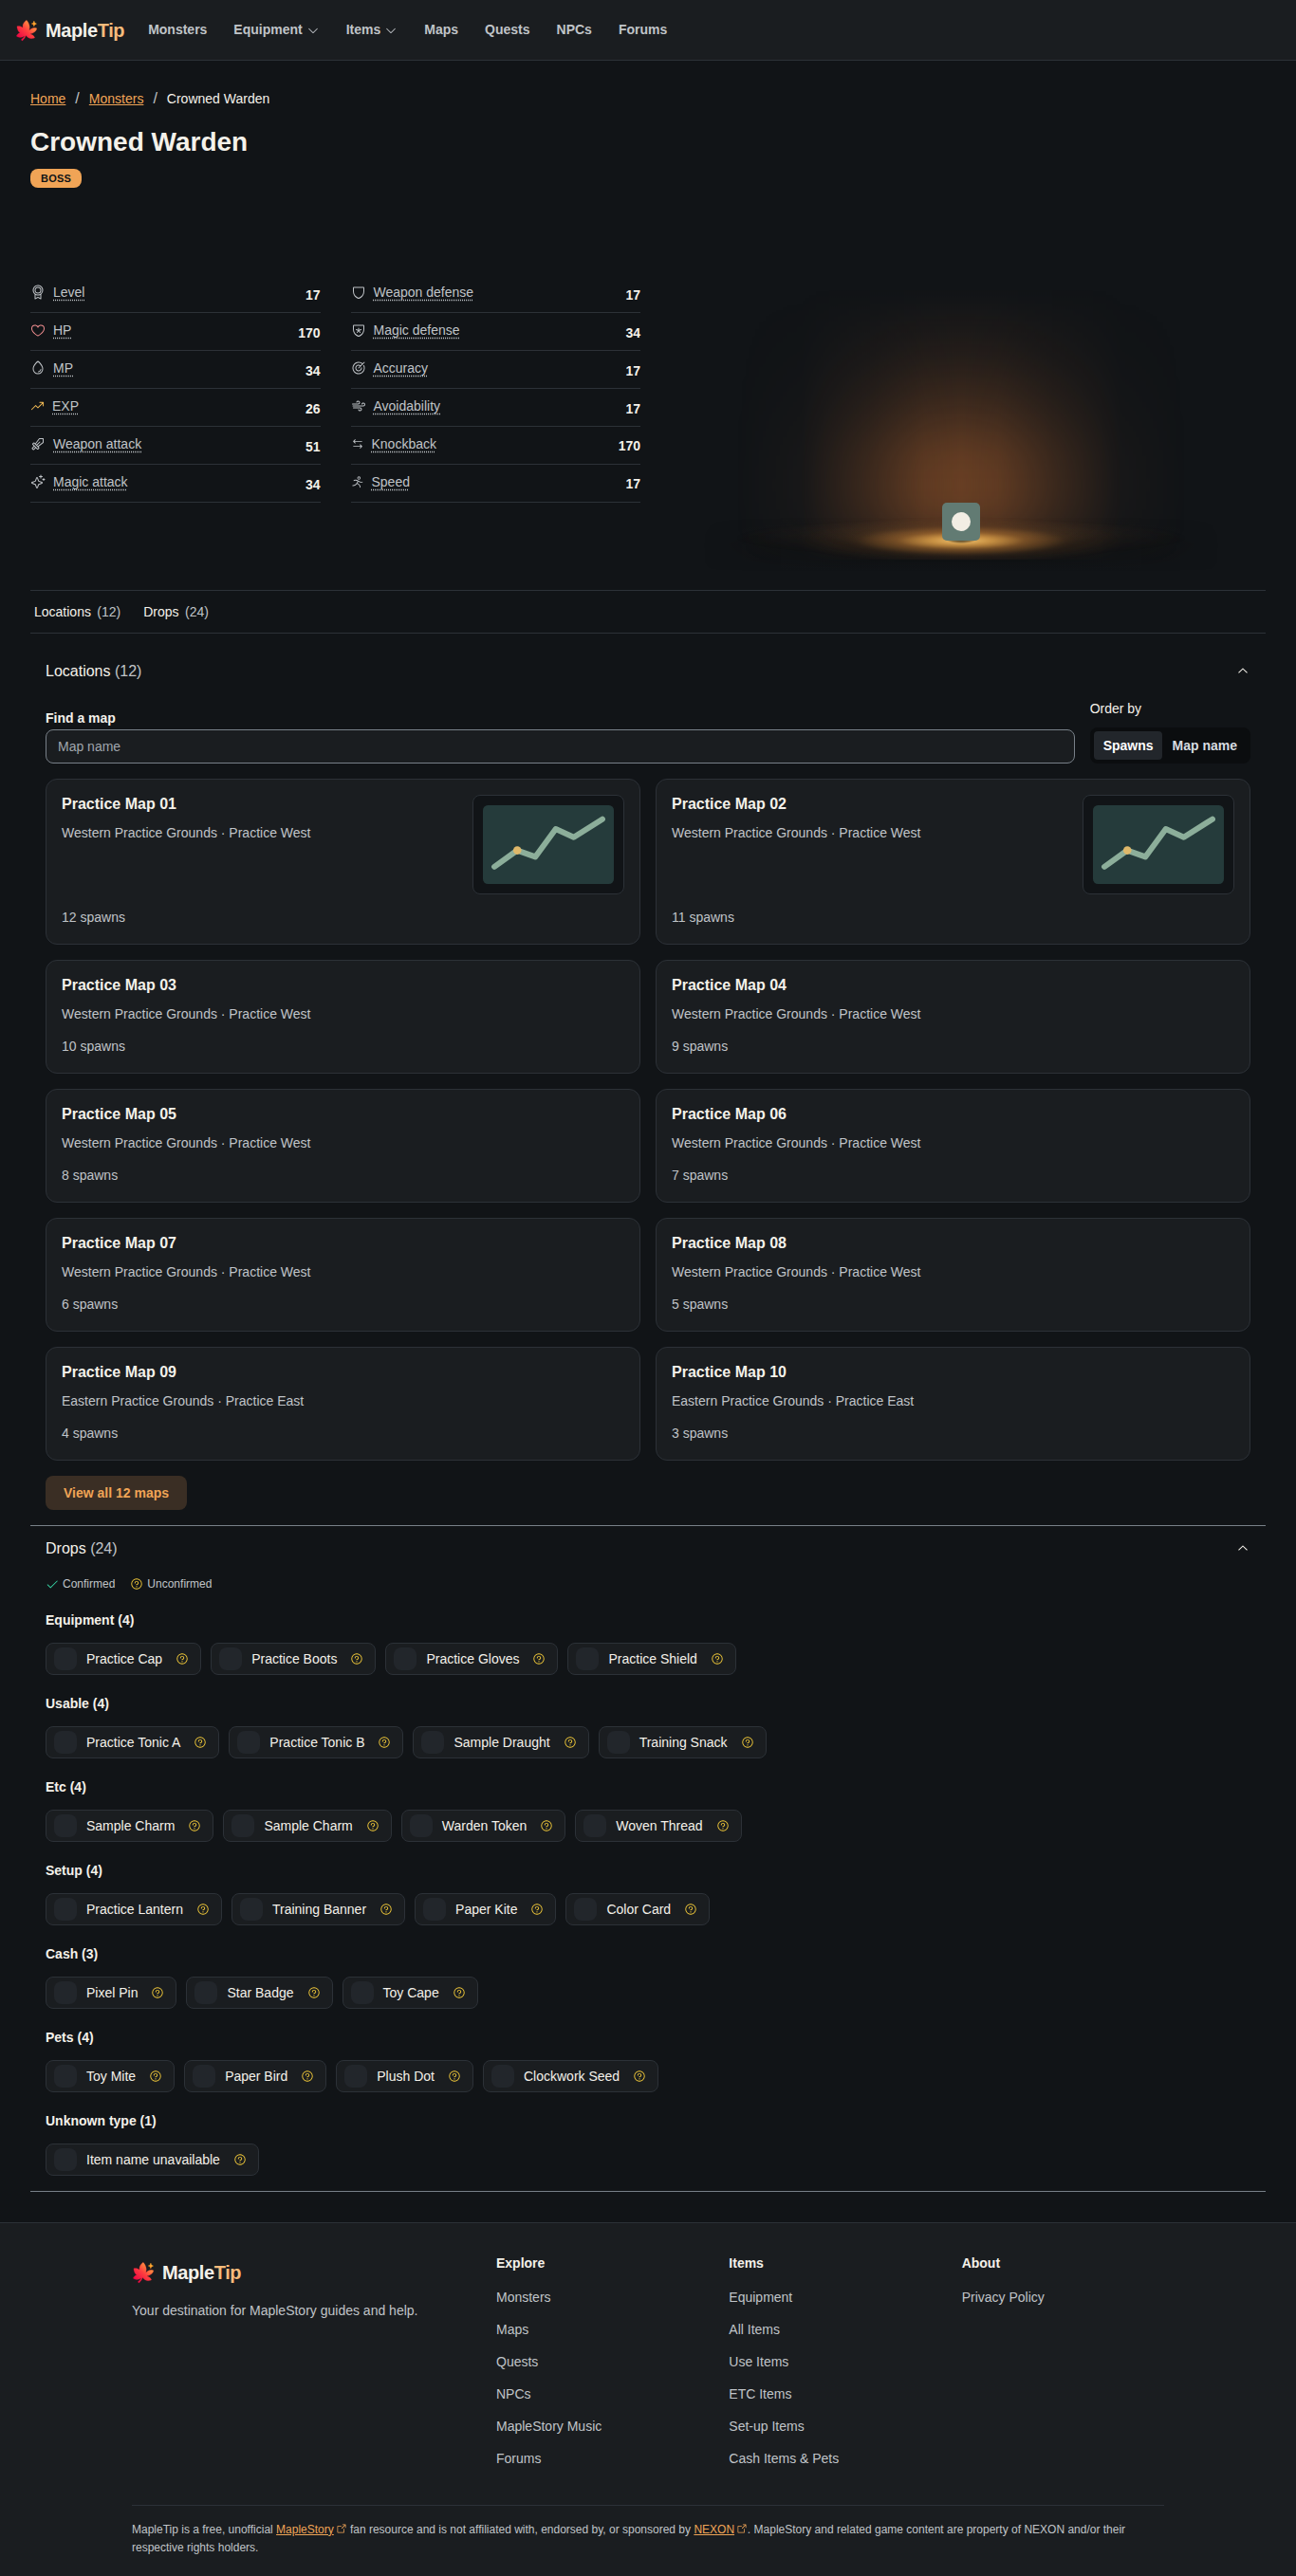 MapleTip Monsters Equipment Items Maps Quests NPCs Forums
Home / Monsters / Crowned Warden
Crowned Warden
BOSS
Level 17
HP 170
MP 34
EXP 26
Weapon attack 51
Magic attack 34
Weapon defense 17
Magic defense 34
Accuracy 17
Avoidability 17
Knockback 170
Speed 17
Locations (12) Drops (24)
Locations (12)
Find a map
Map name
Order by
Spawns Map name
Practice Map 01
Western Practice Grounds · Practice West
12 spawns
Practice Map 02
Western Practice Grounds · Practice West
11 spawns
Practice Map 03
Western Practice Grounds · Practice West
10 spawns
Practice Map 04
Western Practice Grounds · Practice West
9 spawns
Practice Map 05
Western Practice Grounds · Practice West
8 spawns
Practice Map 06
Western Practice Grounds · Practice West
7 spawns
Practice Map 07
Western Practice Grounds · Practice West
6 spawns
Practice Map 08
Western Practice Grounds · Practice West
5 spawns
Practice Map 09
Eastern Practice Grounds · Practice East
4 spawns
Practice Map 10
Eastern Practice Grounds · Practice East
3 spawns
View all 12 maps
Drops (24)
Confirmed Unconfirmed
Equipment (4)
Practice Cap Practice Boots Practice Gloves Practice Shield
Usable (4)
Practice Tonic A Practice Tonic B Sample Draught Training Snack
Etc (4)
Sample Charm Sample Charm Warden Token Woven Thread
Setup (4)
Practice Lantern Training Banner Paper Kite Color Card
Cash (3)
Pixel Pin Star Badge Toy Cape
Pets (4)
Toy Mite Paper Bird Plush Dot Clockwork Seed
Unknown type (1)
Item name unavailable
MapleTip
Your destination for MapleStory guides and help.
Explore
Monsters
Maps
Quests
NPCs
MapleStory Music
Forums
Items
Equipment
All Items
Use Items
ETC Items
Set-up Items
Cash Items & Pets
About
Privacy Policy
MapleTip is a free, unofficial MapleStory fan resource and is not affiliated with, endorsed by, or sponsored by NEXON. MapleStory and related game content are property of NEXON and/or their
respective rights holders.